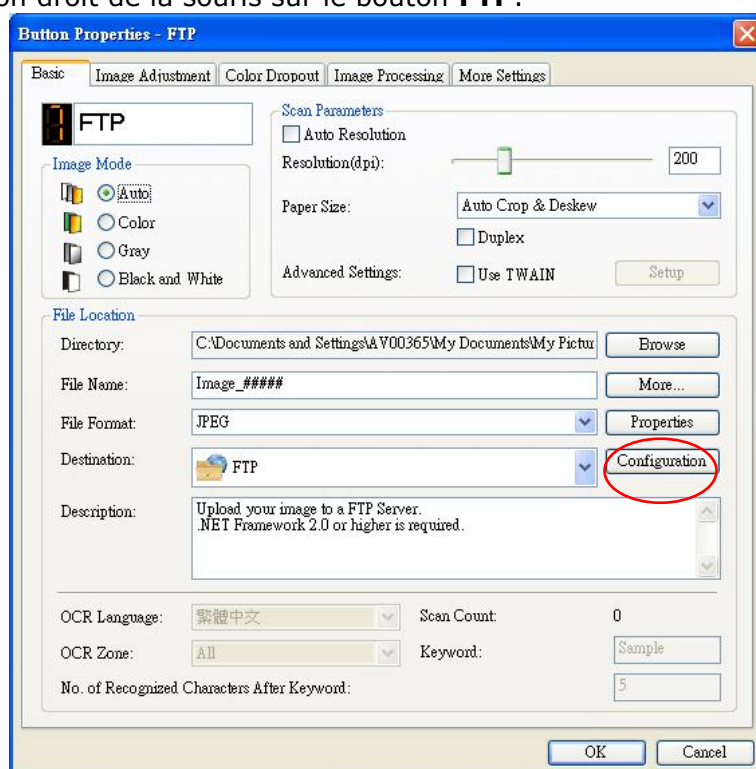 on droit de la souris sur le bouton FTP.
Button Properties - FTP
Basic Image Adjustment Color Dropout Image Processing More Settings
FTP
Image Mode
Auto
Color
Gray
Black and White
Scan Parameters
Auto Resolution
Resolution(dpi): 200
Paper Size: Auto Crop & Deskew
Duplex
Advanced Settings: Use TWAIN Setup
File Location
Directory: C:\Documents and Settings\AV00365\My Documents\My Pictur Browse
File Name: Image_##### More...
File Format: JPEG Properties
Destination: FTP Configuration
Description: Upload your image to a FTP Server.
.NET Framework 2.0 or higher is required.
OCR Language: 繁體中文 Scan Count: 0
OCR Zone: All Keyword: Sample
No. of Recognized Characters After Keyword: 5
OK Cancel